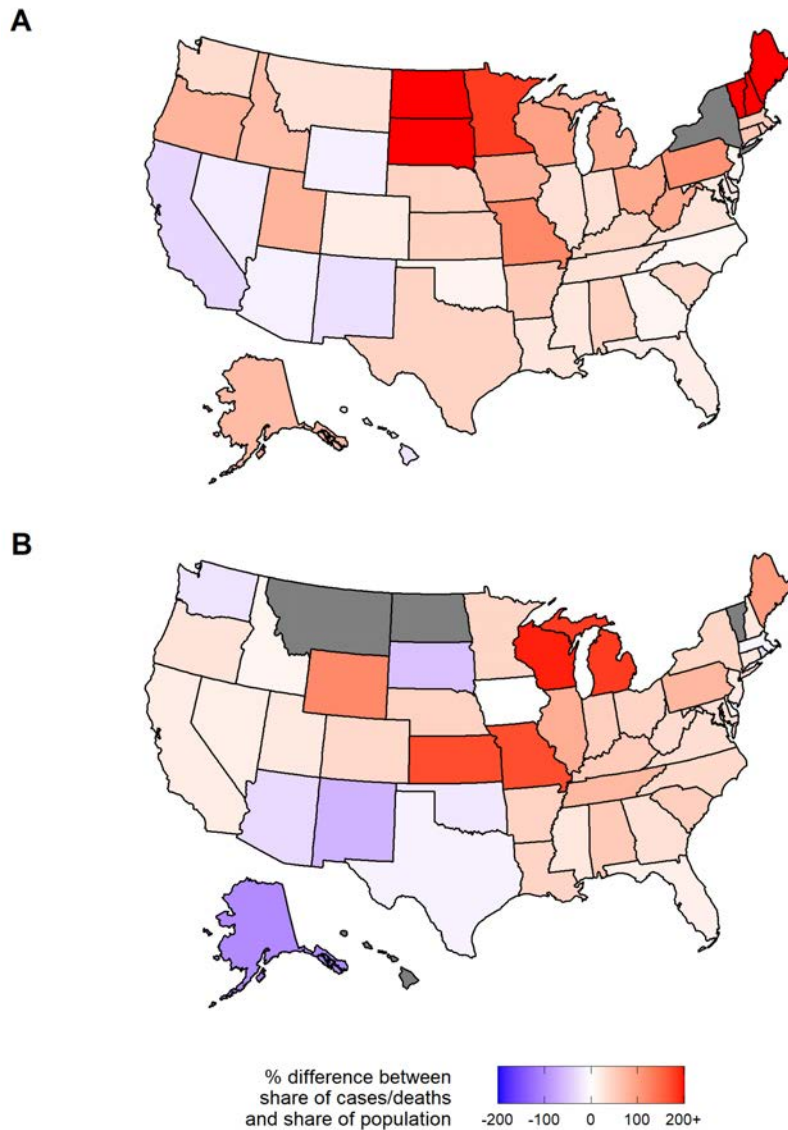 A
B
% difference between
share of cases/deaths
and share of population
-200 -100 0 100 200+